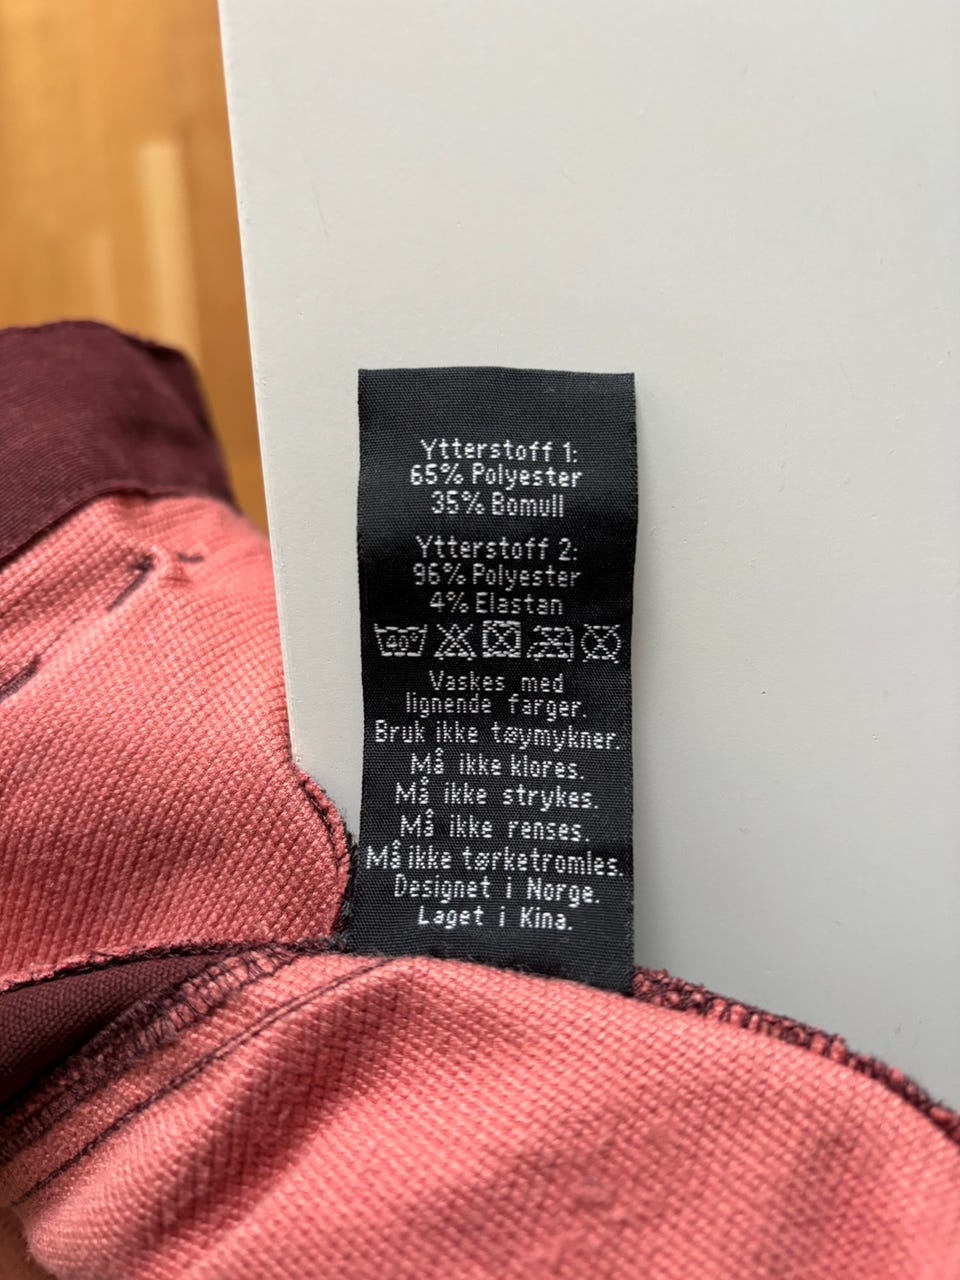 Ytterstoff 1:
65% Polyester
35% Bomull
Ytterstoff 2:
96% Polyester
4% Elastan
40°
Vaskes med
lignende farger.
Bruk ikke tøymykner.
Må ikke klores.
Må ikke strykes.
Må ikke renses.
Må ikke tørketromles.
Designet i Norge.
Laget i Kina.